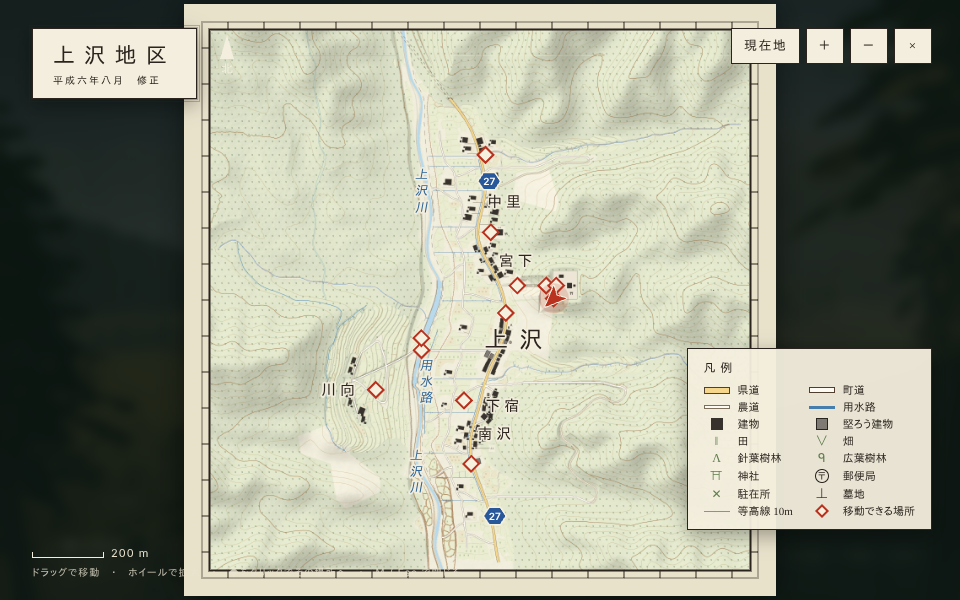 上沢地区
平成六年八月 修正
現在地
+
−
×
上沢川
27
中里
宮下
上沢
用水路
川向
下宿
南沢
上沢川
27
凡例
県道
町道
農道
用水路
建物
堅ろう建物
田
畑
針葉樹林
広葉樹林
神社
郵便局
駐在所
墓地
等高線 10m
移動できる場所
200 m
ドラッグで移動 ・ ホイールで拡